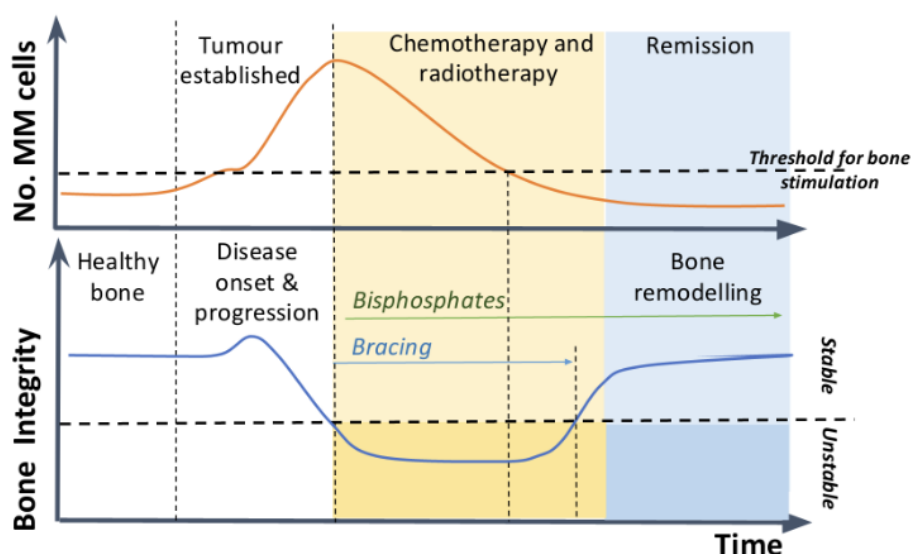 No. MM cells
Tumour
established
Chemotherapy and
radiotherapy
Remission
Threshold for bone
stimulation
Bone Integrity
Healthy
bone
Disease
onset &
progression
Bisphosphates
Bracing
Bone
remodelling
Stable
Unstable
Time